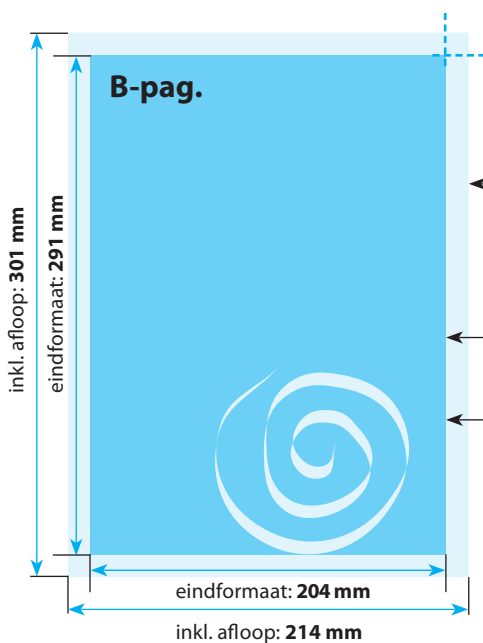 B-pag.
inkl. afloop: 301 mm
eindformaat: 291 mm
eindformaat: 204 mm
inkl. afloop: 214 mm